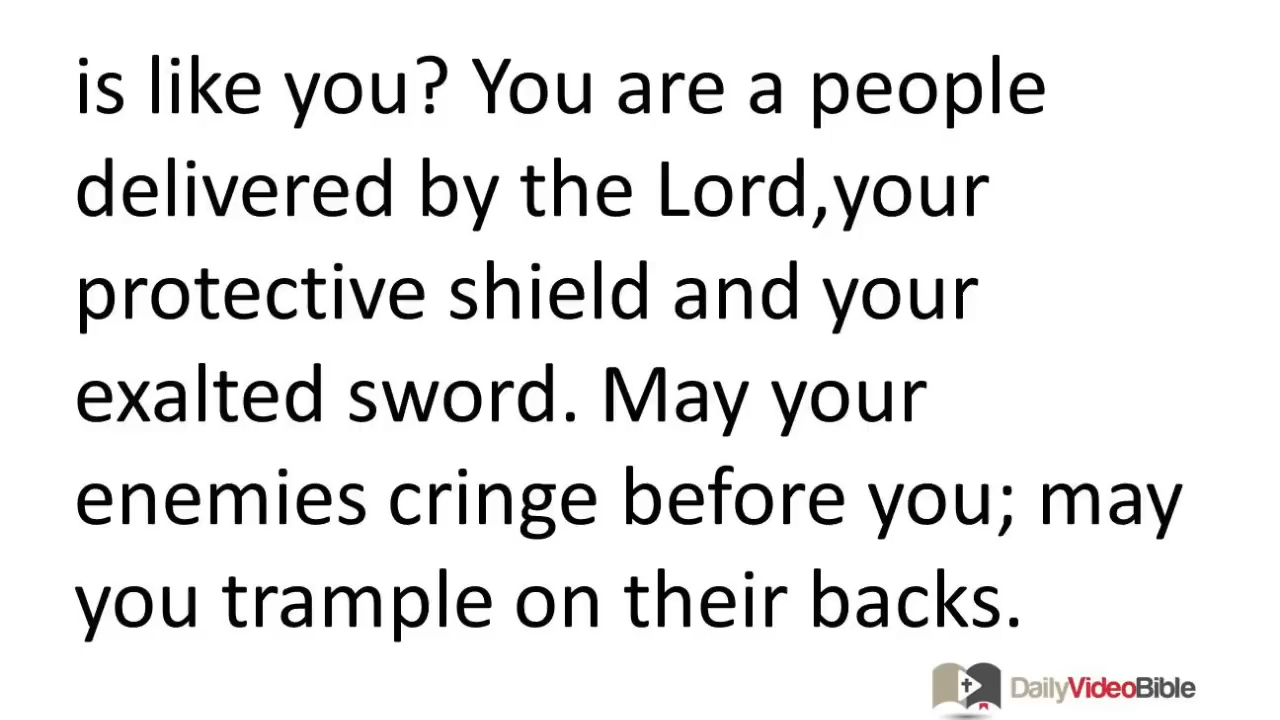 is like you? You are a people
delivered by the Lord,your
protective shield and your
exalted sword. May your
enemies cringe before you; may
you trample on their backs.
DailyVideoBible